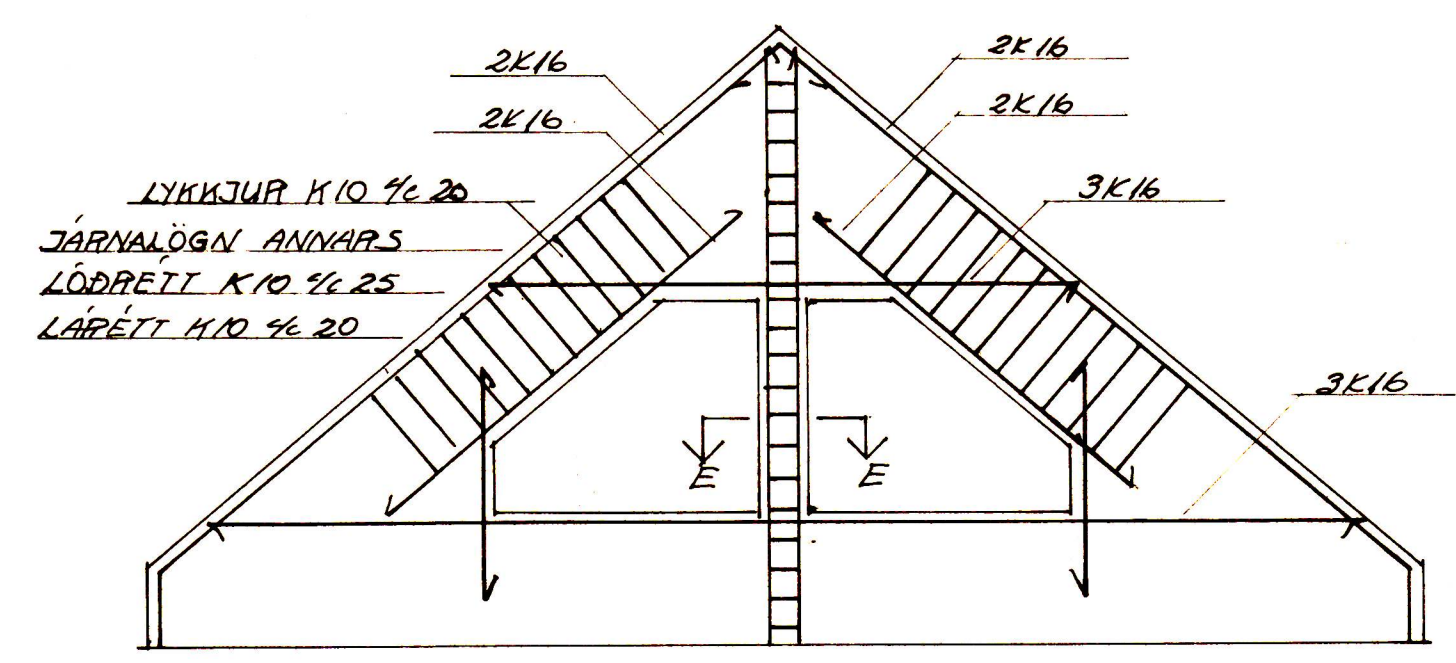 2K16
2K16
2K16
2K16
LYKKJUR K10 c/c 20
3K16
JÁRNALÖGN ANNARS
LÓÐRÉTT K10 c/c 25
LÁRÉTT K10 c/c 20
3K16
E
E